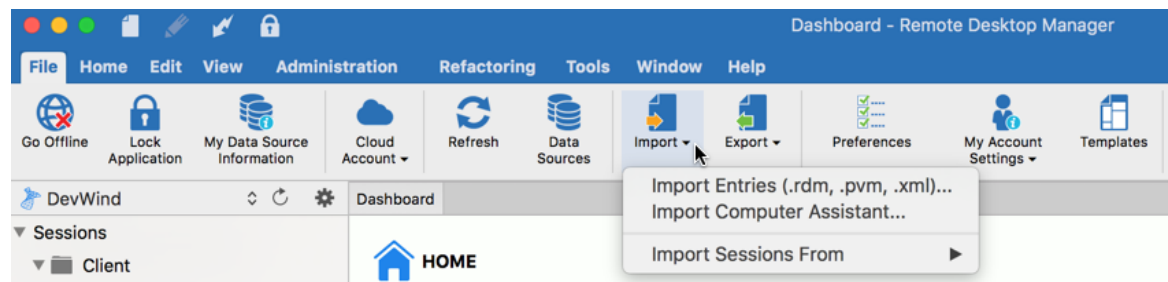 Dashboard - Remote Desktop Manager
File Home Edit View Administration Refactoring Tools Window Help
Go Offline
Lock
Application
My Data Source
Information
Cloud
Account
Refresh
Data
Sources
Import
Export
Preferences
My Account
Settings
Templates
Import Entries (.rdm, .pvm, .xml)...
Import Computer Assistant...
Import Sessions From
DevWind
Dashboard
Sessions
Client
HOME